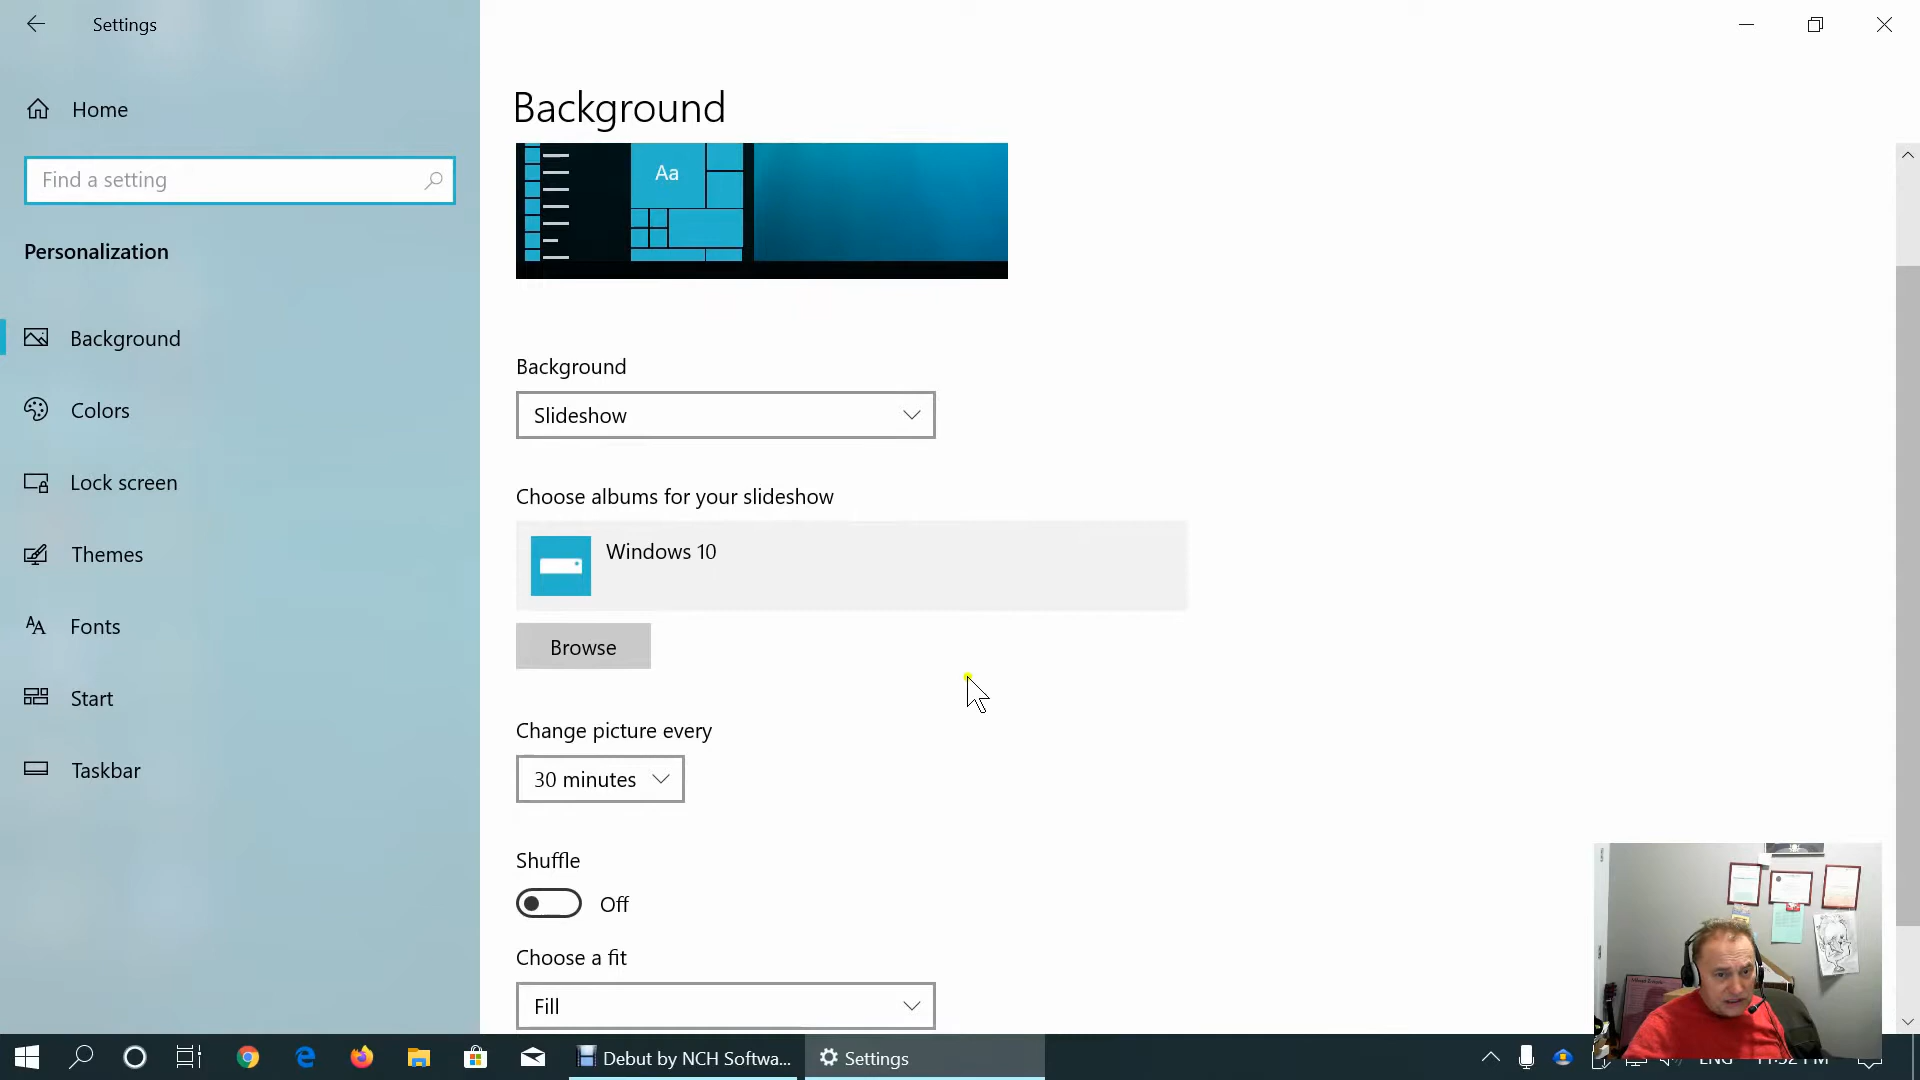 Settings
Home
Find a setting
Personalization
Background
Colors
Lock screen
Themes
Fonts
Start
Taskbar
Background
Aa
Background
Slideshow
Choose albums for your slideshow
Windows 10
Browse
Change picture every
30 minutes
Shuffle
Off
Choose a fit
Fill
Debut by NCH Softwa...
Settings